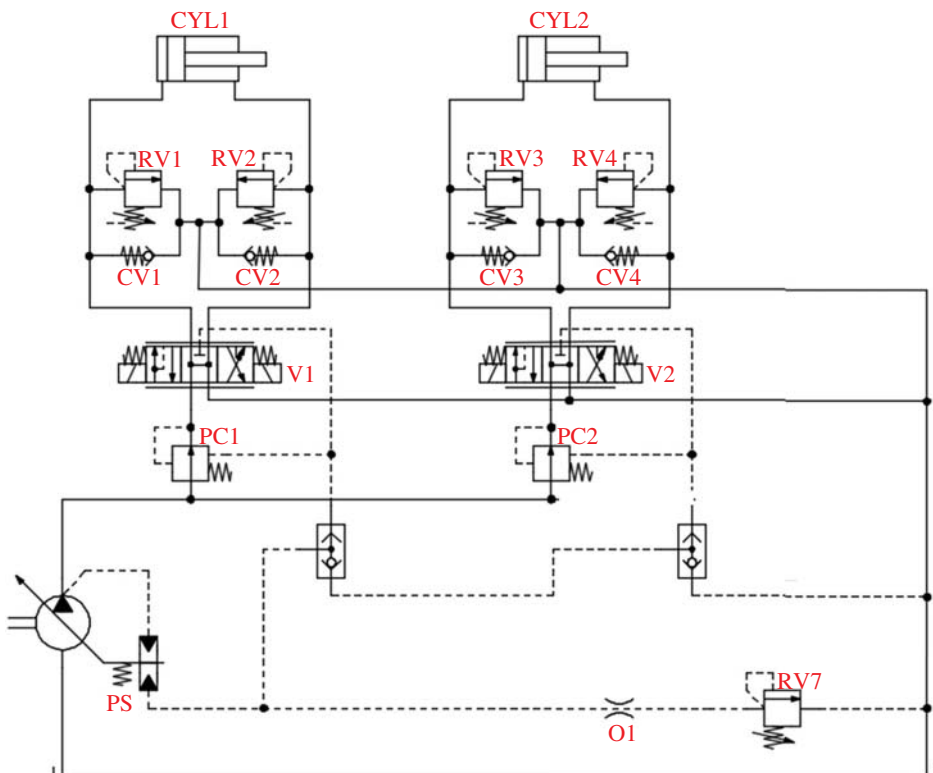 CYL1 CYL2
RV1 RV2 RV3 RV4
CV1 CV2 CV3 CV4
V1 V2
PC1 PC2
PS
RV7
O1